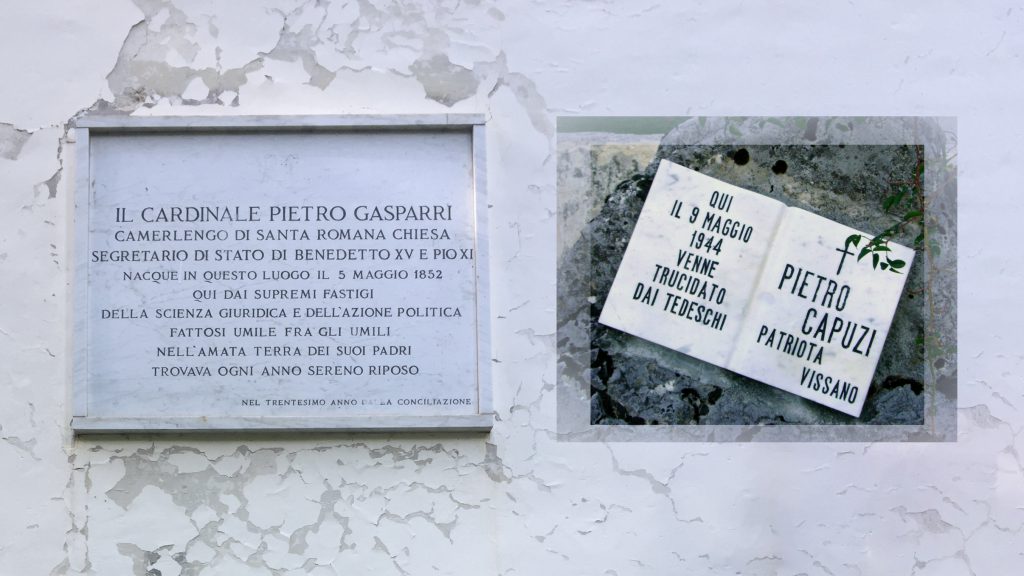 IL CARDINALE PIETRO GASPARRI
CAMERLENGO DI SANTA ROMANA CHIESA
SEGRETARIO DI STATO DI BENEDETTO XV E PIO XI
NACQUE IN QUESTO LUOGO IL 5 MAGGIO 1852
QUI DAI SUPREMI FASTIGI
DELLA SCIENZA GIURIDICA E DELL'AZIONE POLITICA
FATTOSI UMILE FRA GLI UMILI
NELL'AMATA TERRA DEI SUOI PADRI
TROVAVA OGNI ANNO SERENO RIPOSO
NEL TRENTESIMO ANNO DALLA CONCILIAZIONE
QUI
IL 9 MAGGIO
1944
VENNE
TRUCIDATO
DAI TEDESCHI
PIETRO
CAPUZI
PATRIOTA
VISSANO